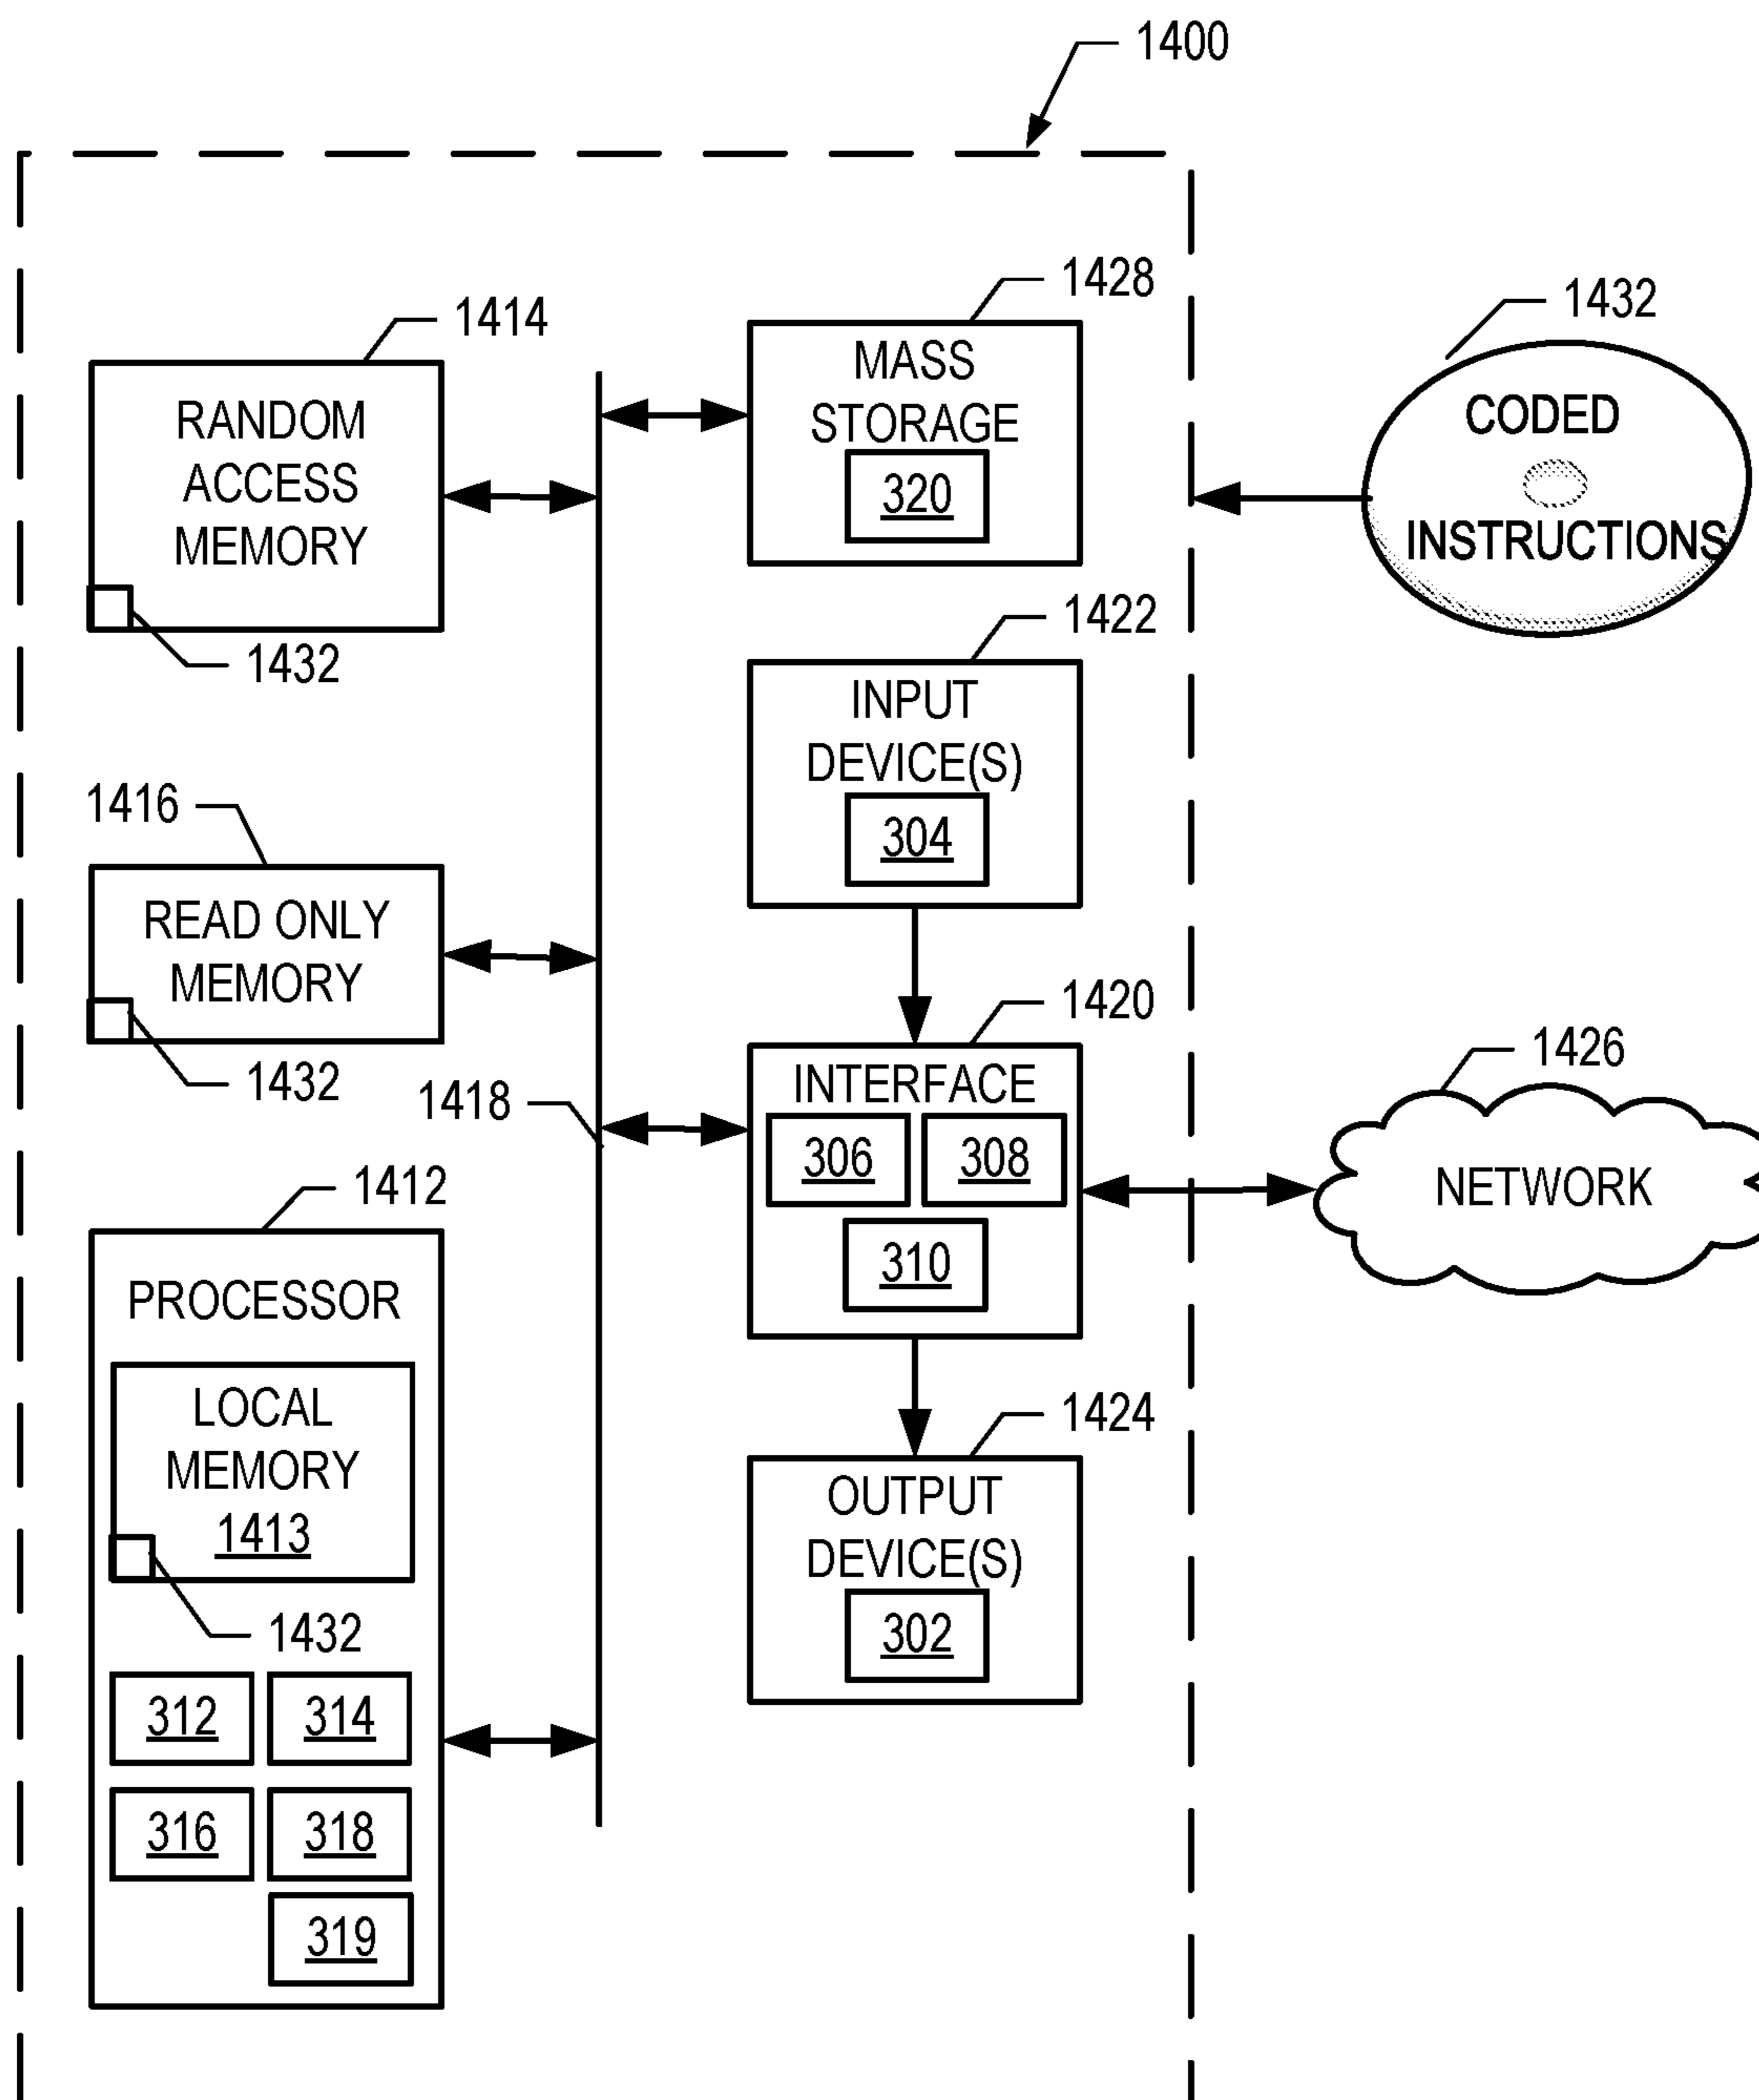 1400
1428
MASS
STORAGE
320
1414
RANDOM
ACCESS
MEMORY
1432
1432
CODED
INSTRUCTIONS
1422
INPUT
DEVICE(S)
304
1416
READ ONLY
MEMORY
1432
1418
1420
INTERFACE
306 308
310
1426
NETWORK
1412
PROCESSOR
LOCAL
MEMORY
1413
1432
312 314
316 318
319
1424
OUTPUT
DEVICE(S)
302